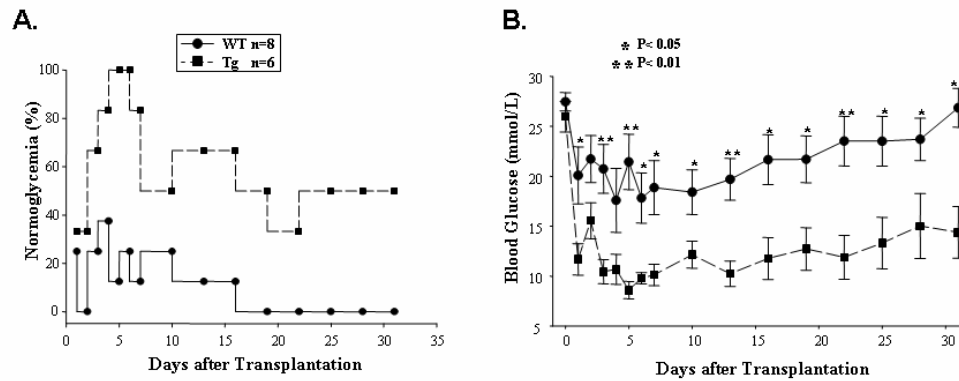 A.
WT n=8
Tg n=6
Normoglycemia (%)
100
80
60
40
20
0
0 5 10 15 20 25 30 35
Days after Transplantation
B.
* P< 0.05
** P< 0.01
Blood Glucose (mmol/L)
30
25
20
15
10
5
* ** ** * * * ** * * ** * * *
0 5 10 15 20 25 30
Days after Transplantation